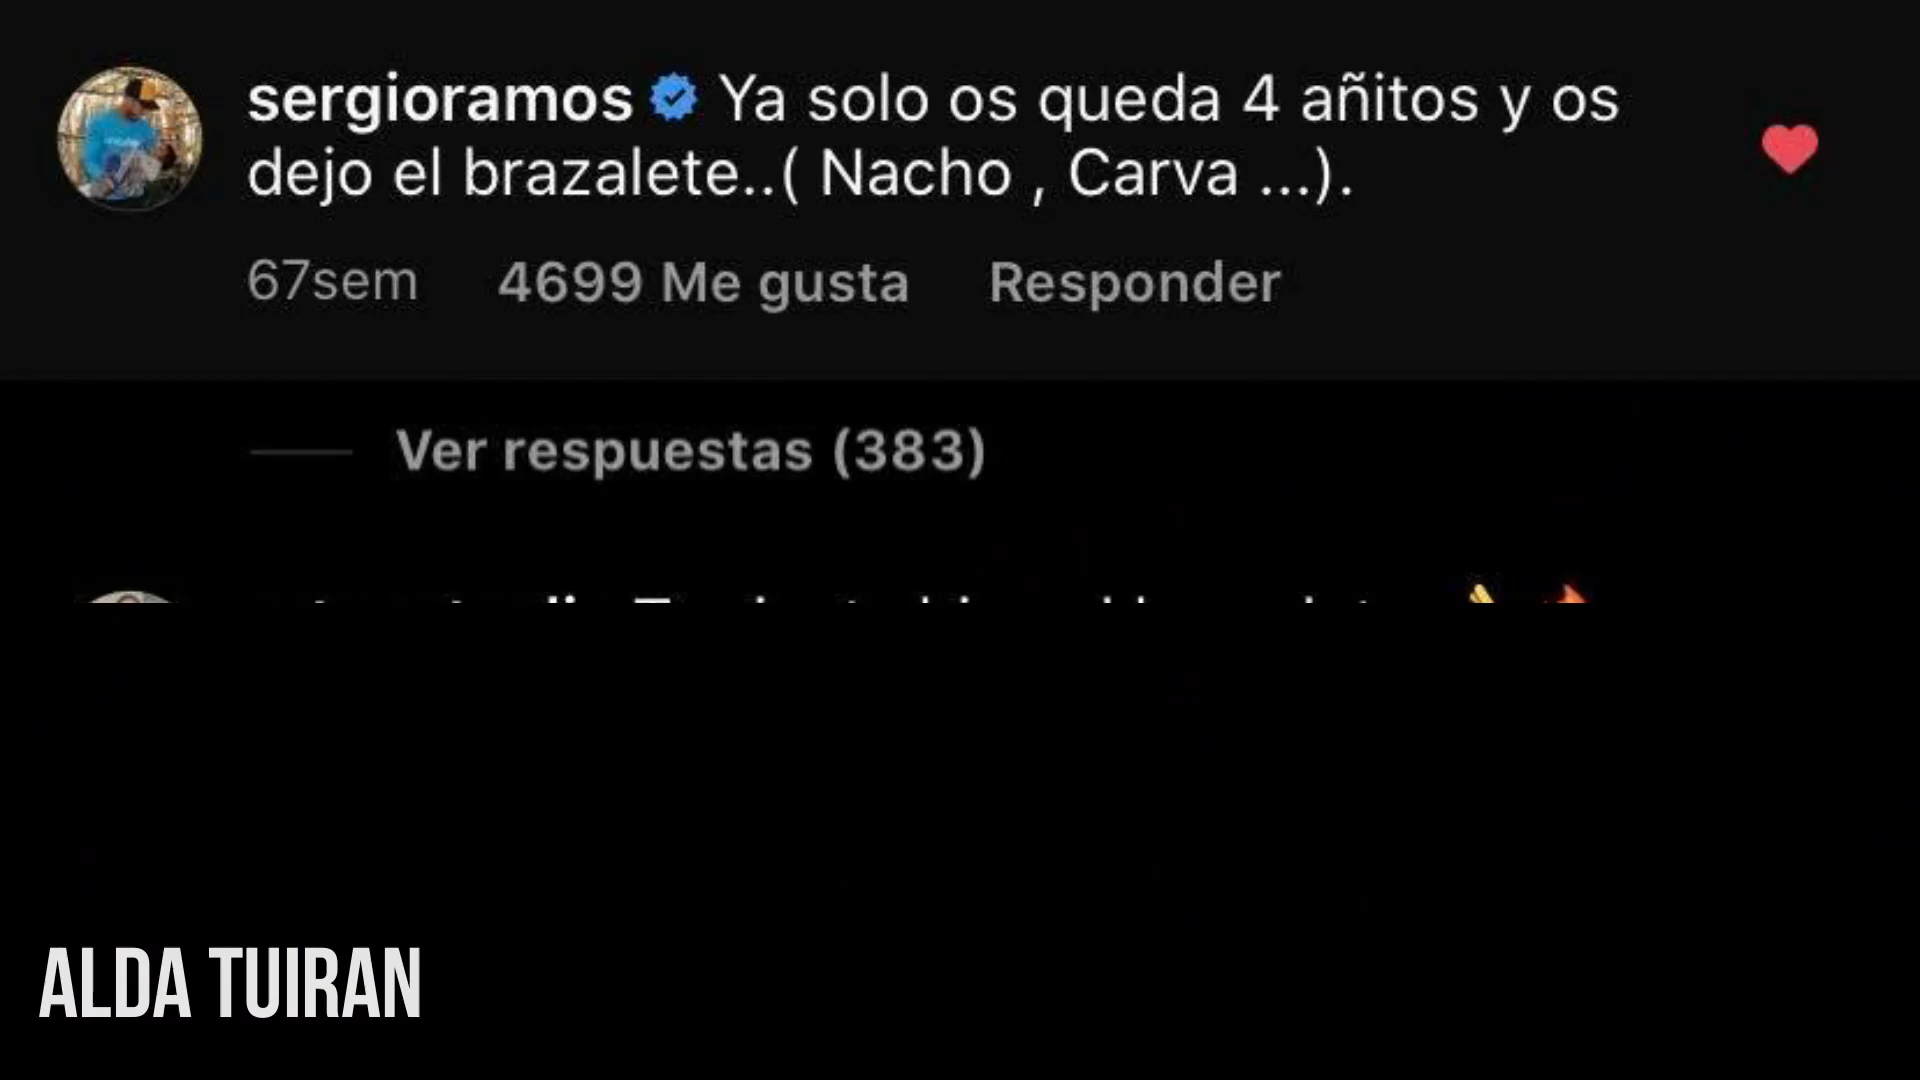 sergioramos Ya solo os queda 4 añitos y os
dejo el brazalete..( Nacho , Carva ...).
67sem 4699 Me gusta Responder
Ver respuestas (383)
ALDA TUIRAN